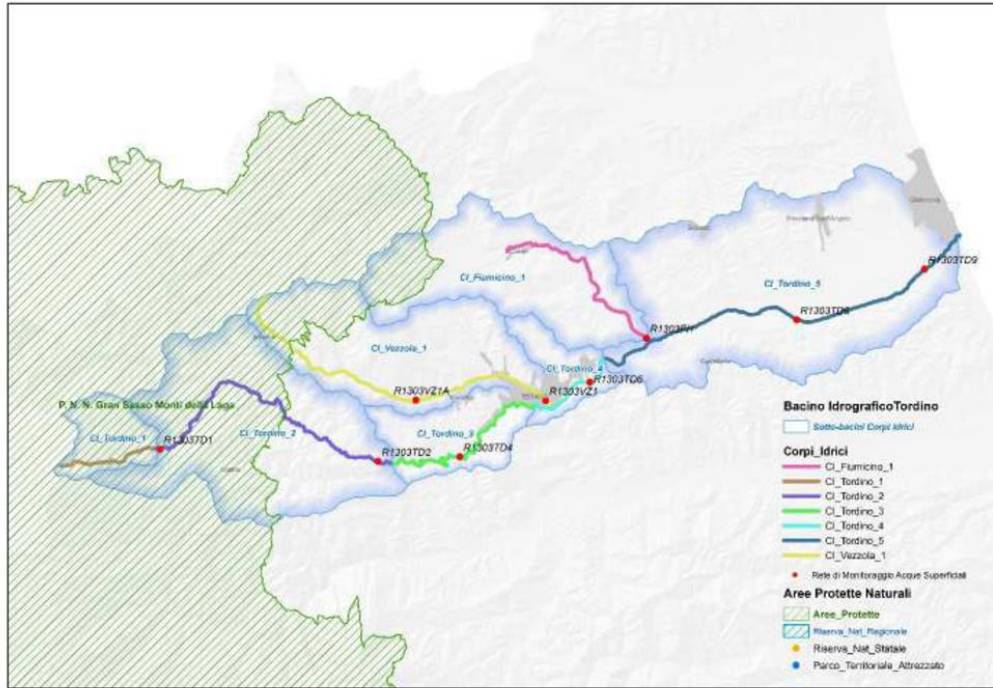 CI_Fiumicino_1
CI_Tordino_5
R1303TD9
R1303TD8
R1303FI1
CI_Vezzola_1
CI_Tordino_4
R1303TD6
R1303VZ1A
R1303VZ1
P. N. N. Gran Sasso Monti della Laga
CI_Tordino_1
R1303TD1
CI_Tordino_2
CI_Tordino_3
R1303TD2
R1303TD4
Bacino IdrograficoTordino
Sotto-bacini Corpi idrici
Corpi_Idrici
CI_Fiumicino_1
CI_Tordino_1
CI_Tordino_2
CI_Tordino_3
CI_Tordino_4
CI_Tordino_5
CI_Vezzola_1
Rete di Monitoraggio Acque Superficiali
Aree Protette Naturali
Aree_Protette
Riserva_Nat_Regionale
Riserva_Nat_Statale
Parco_Territoriale_Attrezzato